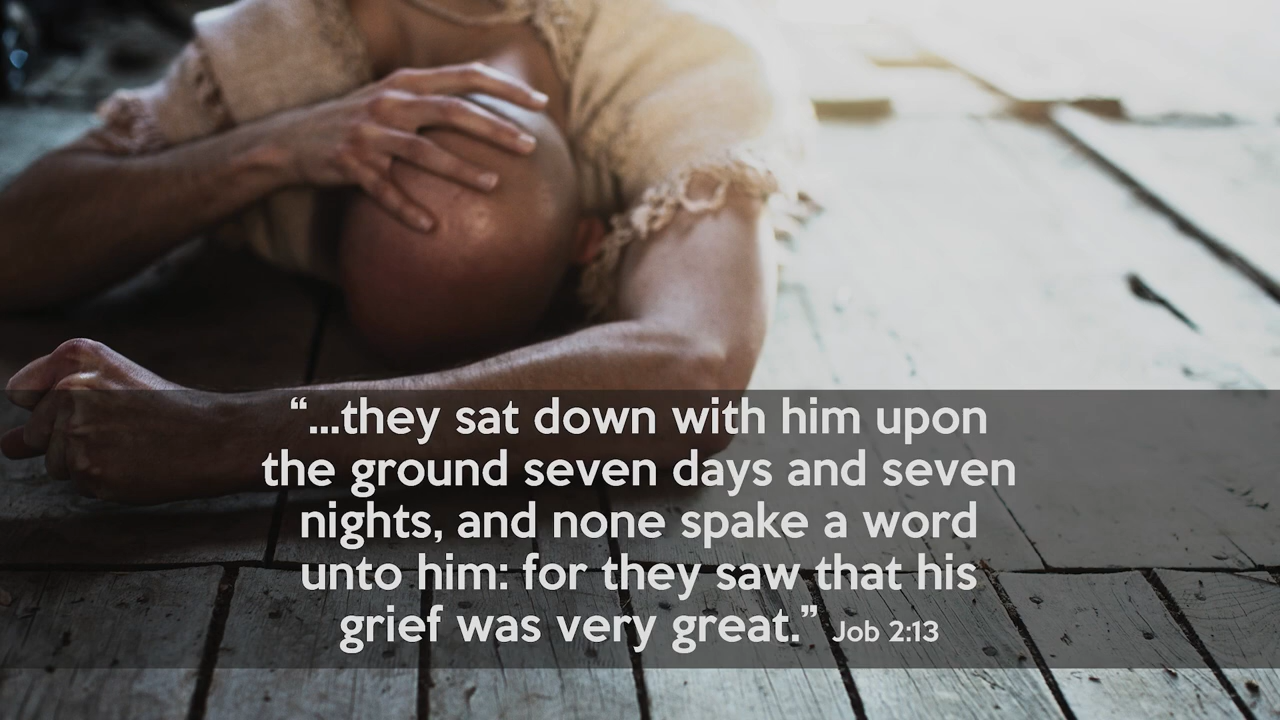 “...they sat down with him upon
the ground seven days and seven
nights, and none spake a word
unto him: for they saw that his
grief was very great.” Job 2:13